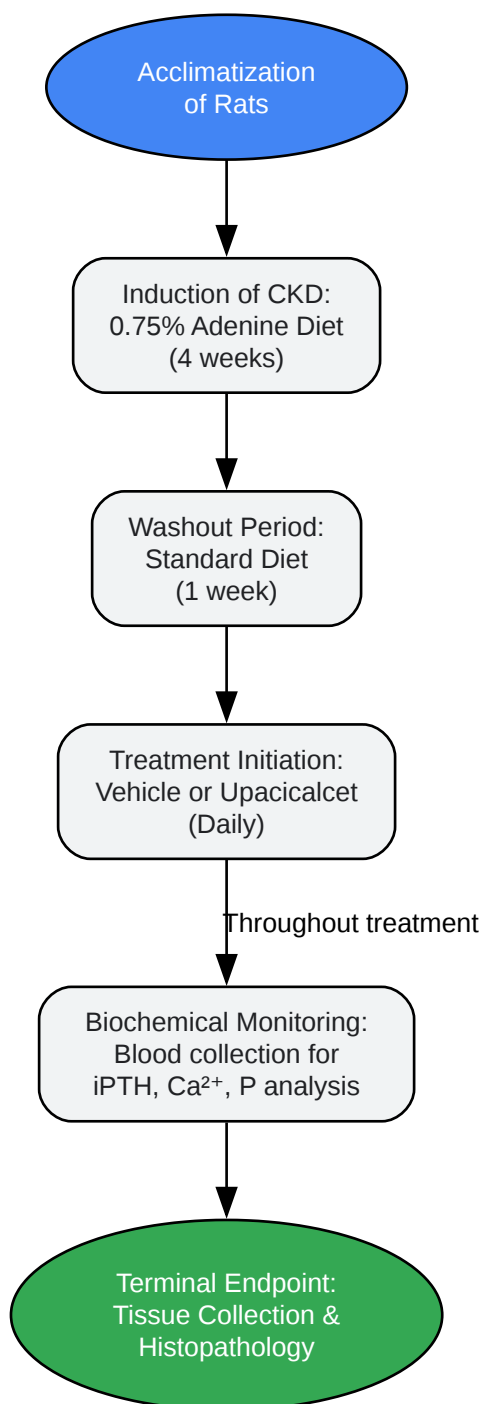 Acclimatization
of Rats
Induction of CKD:
0.75% Adenine Diet
(4 weeks)
Washout Period:
Standard Diet
(1 week)
Treatment Initiation:
Vehicle or Upacicalcet
(Daily)
Throughout treatment
Biochemical Monitoring:
Blood collection for
iPTH, Ca²⁺, P analysis
Terminal Endpoint:
Tissue Collection &
Histopathology